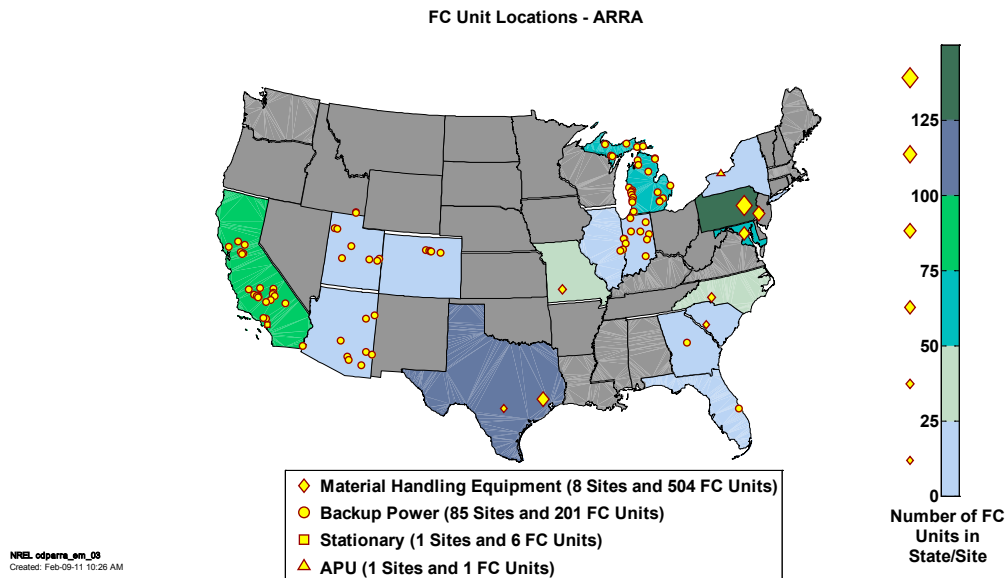 FC Unit Locations - ARRA
125
100
75
50
25
0
Number of FC
Units in
State/Site
Material Handling Equipment (8 Sites and 504 FC Units)
Backup Power (85 Sites and 201 FC Units)
Stationary (1 Sites and 6 FC Units)
APU (1 Sites and 1 FC Units)
NREL cdparra_em_03
Created: Feb-09-11 10:26 AM